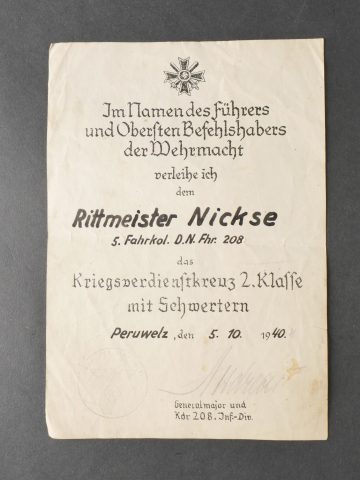 Im Namen des Führers
und Obersten Befehlshabers
der Wehrmacht
verleihe ich
dem
Rittmeister Nickse
5. Fahrkol. D.N. Fhr. 208
das
Kriegsverdienstkreuz 2. Klasse
mit Schwertern
Peruwelz, den 5. 10. 1940.
Generalmajor und
Kdr 208. Inf.-Div.